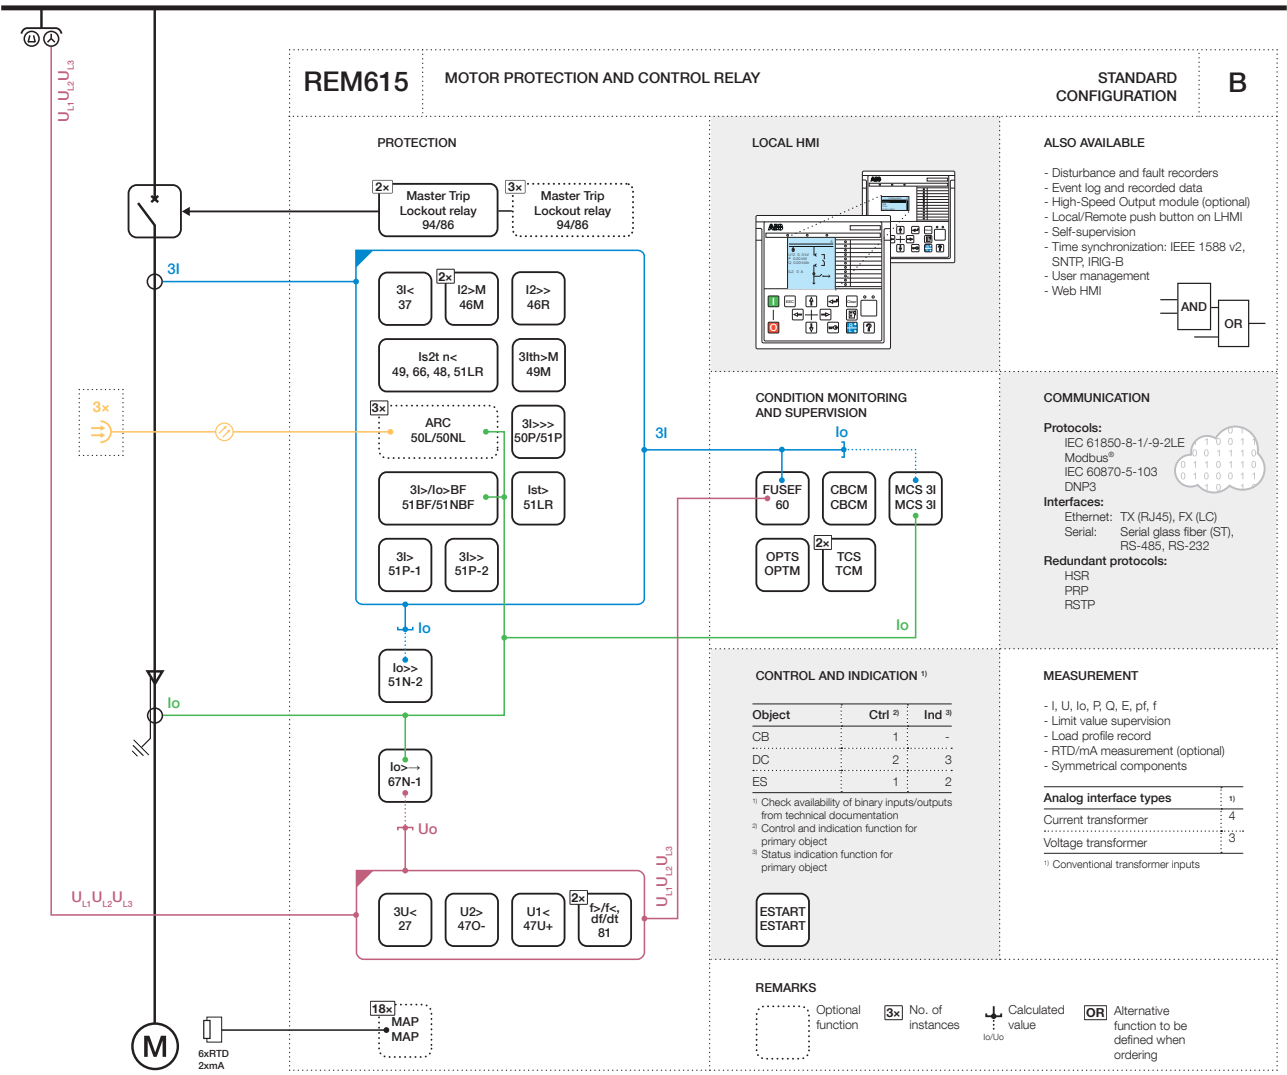 U L1 U L2 U L3
REM615
MOTOR PROTECTION AND CONTROL RELAY
STANDARD
CONFIGURATION
B
PROTECTION
2×
Master Trip
Lockout relay
94/86
3×
Master Trip
Lockout relay
94/86
3I
3I<
37
2×
I2>M
46M
I2>>
46R
Is2t n<
49, 66, 48, 51LR
3Ith>M
49M
3×
3×
ARC
50L/50NL
3I>>>
50P/51P
3I>/Io>BF
51BF/51NBF
Ist>
51LR
3I>
51P-1
3I>>
51P-2
3I
Io
Io>>
51N-2
Io
Io
Io>→
67N-1
Uo
U L1 U L2 U L3
3U<
27
U2>
47O-
U1<
47U+
2×
f>/f<,
df/dt
81
U L1 U L2 U L3
18×
MAP
MAP
M
6xRTD
2xmA
LOCAL HMI
ABB
ABB
ESC
I
O
?
ALSO AVAILABLE
- Disturbance and fault recorders
- Event log and recorded data
- High-Speed Output module (optional)
- Local/Remote push button on LHMI
- Self-supervision
- Time synchronization: IEEE 1588 v2,
SNTP, IRIG-B
- User management
- Web HMI
AND
OR
CONDITION MONITORING
AND SUPERVISION
Io
FUSEF
60
CBCM
CBCM
MCS 3I
MCS 3I
OPTS
OPTM
2×
TCS
TCM
COMMUNICATION
Protocols:
IEC 61850-8-1/-9-2LE
Modbus®
IEC 60870-5-103
DNP3
Interfaces:
Ethernet: TX (RJ45), FX (LC)
Serial: Serial glass fiber (ST),
RS-485, RS-232
Redundant protocols:
HSR
PRP
RSTP
CONTROL AND INDICATION 1)
Object Ctrl 2) Ind 3)
CB 1 -
DC 2 3
ES 1 2
1) Check availability of binary inputs/outputs
from technical documentation
2) Control and indication function for
primary object
3) Status indication function for
primary object
ESTART
ESTART
MEASUREMENT
- I, U, Io, P, Q, E, pf, f
- Limit value supervision
- Load profile record
- RTD/mA measurement (optional)
- Symmetrical components
Analog interface types 1)
Current transformer 4
Voltage transformer 3
1) Conventional transformer inputs
REMARKS
Optional
function
3×
No. of
instances
Io/Uo
Calculated
value
OR
Alternative
function to be
defined when
ordering